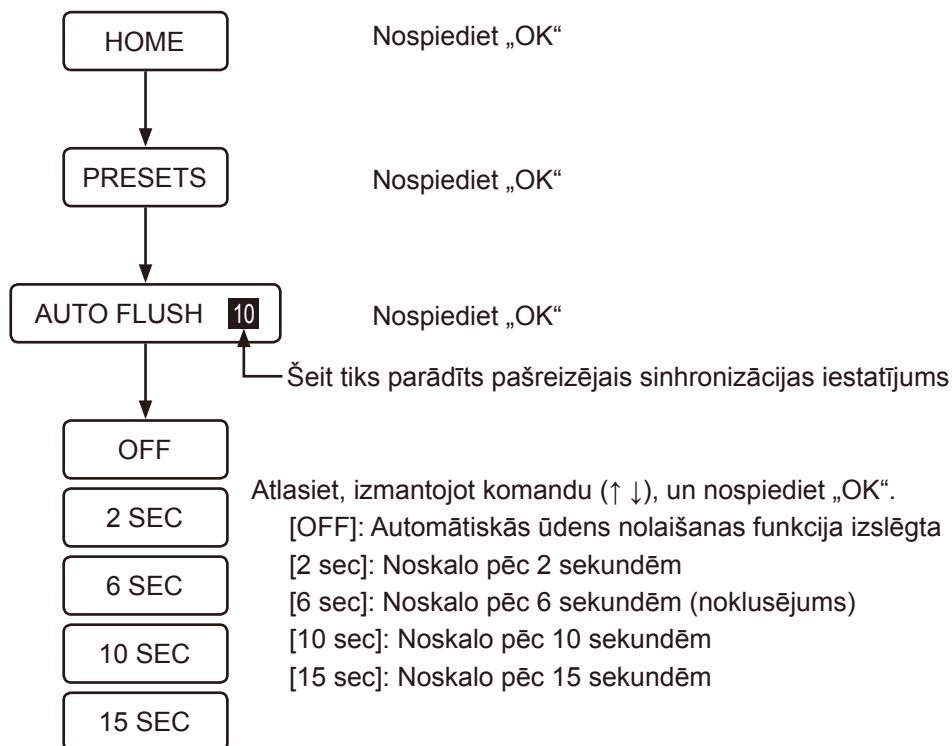 HOME
Nospiediet „OK“
PRESETS
Nospiediet „OK“
AUTO FLUSH 10
Nospiediet „OK“
Šeit tiks parādīts pašreizējais sinhronizācijas iestatījums
OFF
2 SEC
6 SEC
10 SEC
15 SEC
Atlasiet, izmantojot komandu (↑ ↓), un nospiediet „OK“.
[OFF]: Automātiskās ūdens nolaišanas funkcija izslēgta
[2 sec]: Noskalo pēc 2 sekundēm
[6 sec]: Noskalo pēc 6 sekundēm (noklusējums)
[10 sec]: Noskalo pēc 10 sekundēm
[15 sec]: Noskalo pēc 15 sekundēm